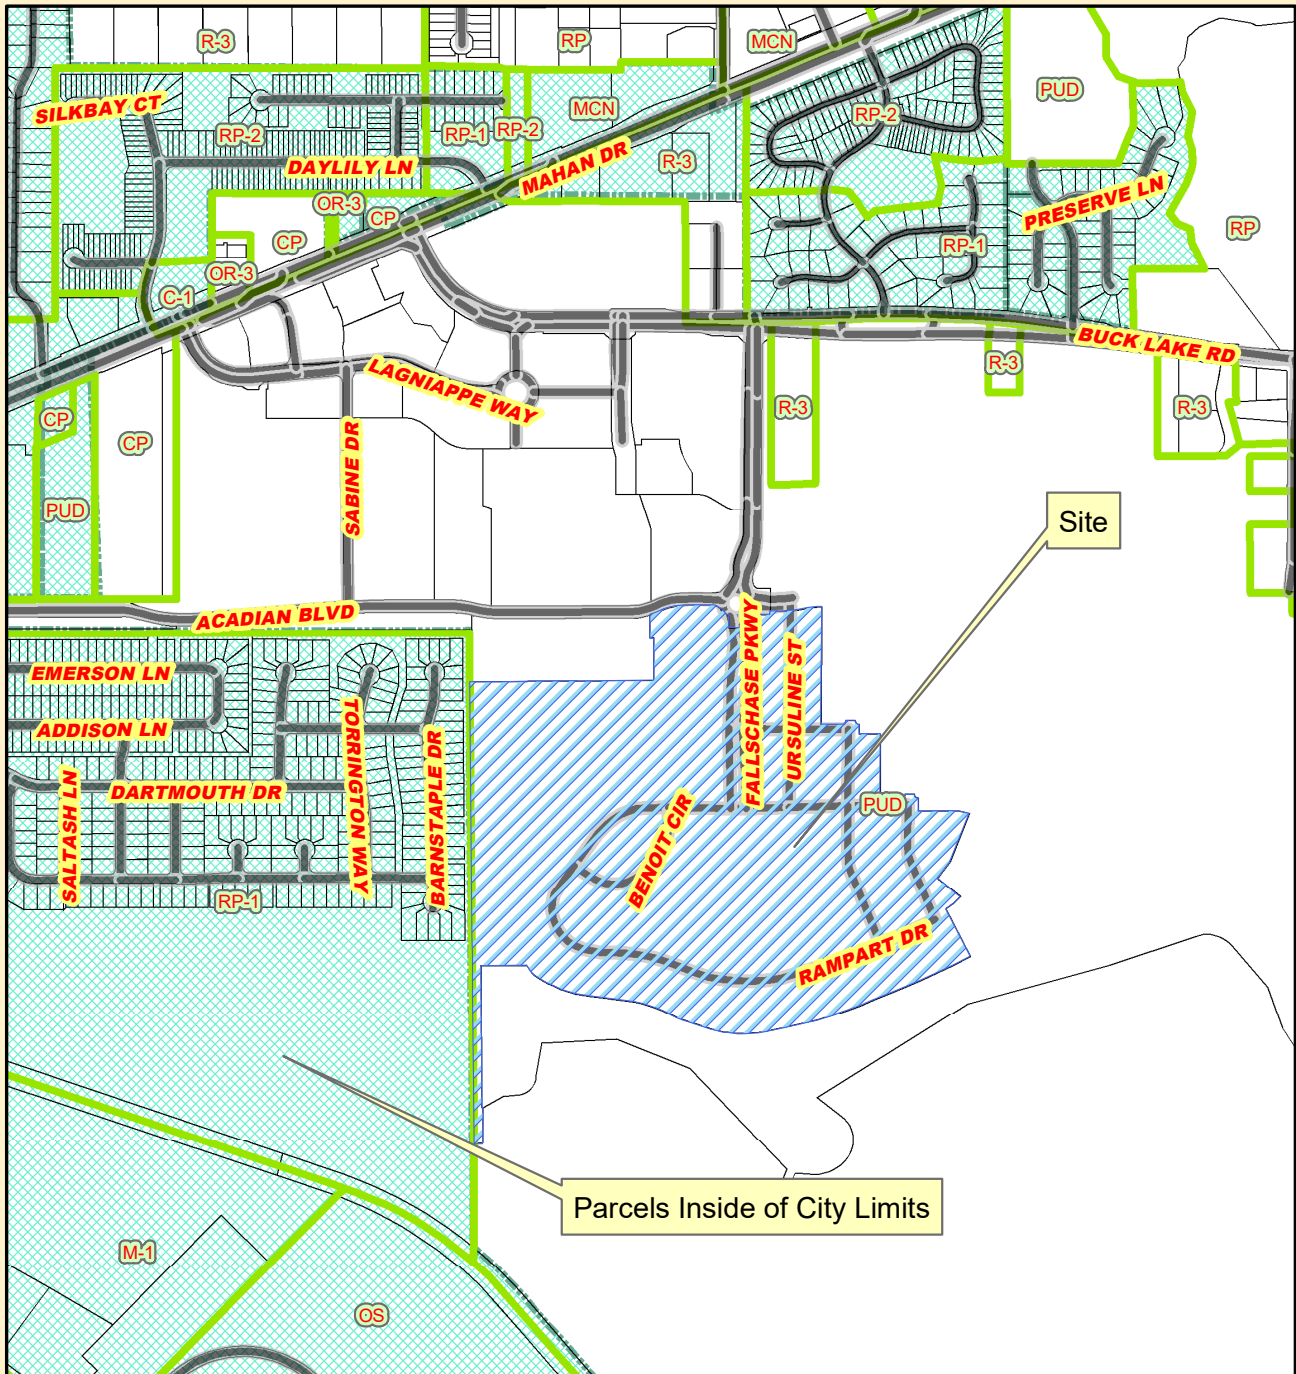 R-3
RP
MCN
PUD
SILKBAY CT
MCN
RP-2
RP-2
RP-1
RP-2
DAYLILY LN
MAHAN DR
R-3
PRESERVE LN
OR-3
CP
CP
RP
RP-1
OR-3
C-1
BUCK LAKE RD
R-3
LAGNIAPPE WAY
R-3
R-3
CP
CP
SABINE DR
PUD
Site
ACADIAN BLVD
FALLSCHASE PKWY
URSULINE ST
EMERSON LN
ADDISON LN
TORRINGTON WAY
BARNSTAPLE DR
SALTASH LN
DARTMOUTH DR
PUD
BENOIT CIR
RP-1
RAMPART DR
Parcels Inside of City Limits
M-1
OS